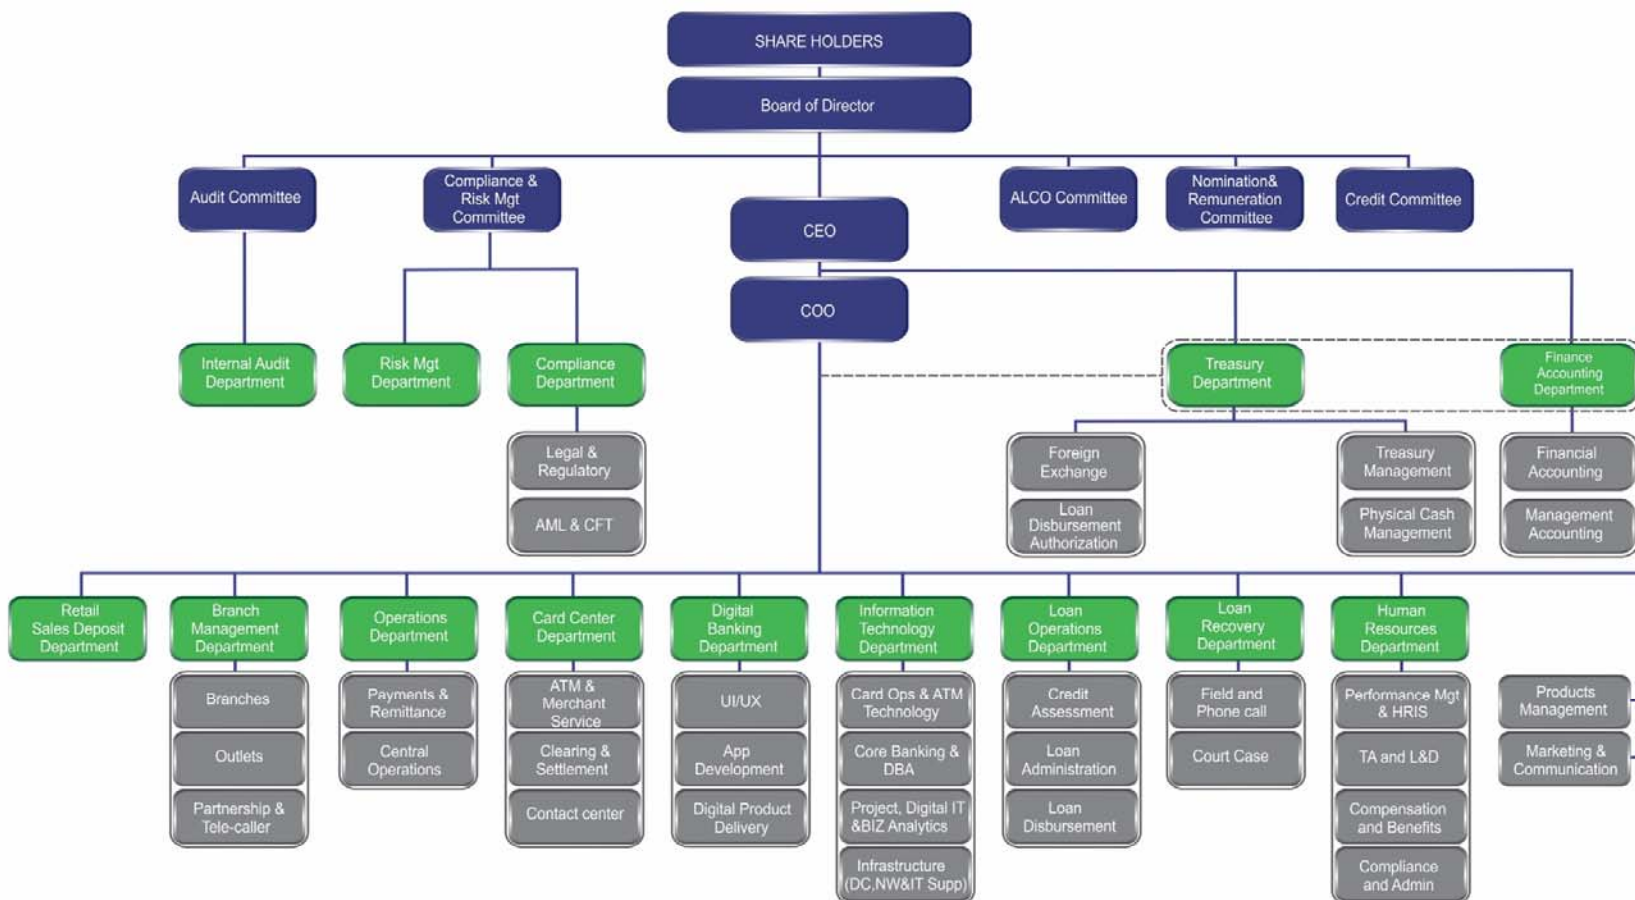 SHARE HOLDERS
Board of Director
Audit Committee
Compliance &
Risk Mgt
Committee
CEO
ALCO Committee
Nomination&
Remuneration
Committee
Credit Committee
COO
Internal Audit
Department
Risk Mgt
Department
Compliance
Department
Treasury
Department
Finance
Accounting
Department
Legal &
Regulatory
AML & CFT
Foreign
Exchange
Loan
Disbursement
Authorization
Treasury
Management
Physical Cash
Management
Financial
Accounting
Management
Accounting
Retail
Sales Deposit
Department
Branch
Management
Department
Operations
Department
Card Center
Department
Digital
Banking
Department
Information
Technology
Department
Loan
Operations
Department
Loan
Recovery
Department
Human
Resources
Department
Branches
Outlets
Partnership &
Tele-caller
Payments &
Remittance
Central
Operations
ATM &
Merchant
Service
Clearing &
Settlement
Contact center
UI/UX
App
Development
Digital Product
Delivery
Card Ops & ATM
Technology
Core Banking &
DBA
Project, Digital IT
&BIZ Analytics
Infrastructure
(DC,NW&IT Supp)
Credit
Assessment
Loan
Administration
Loan
Disbursement
Field and
Phone call
Court Case
Performance Mgt
& HRIS
TA and L&D
Compensation
and Benefits
Compliance
and Admin
Products
Management
Marketing &
Communication